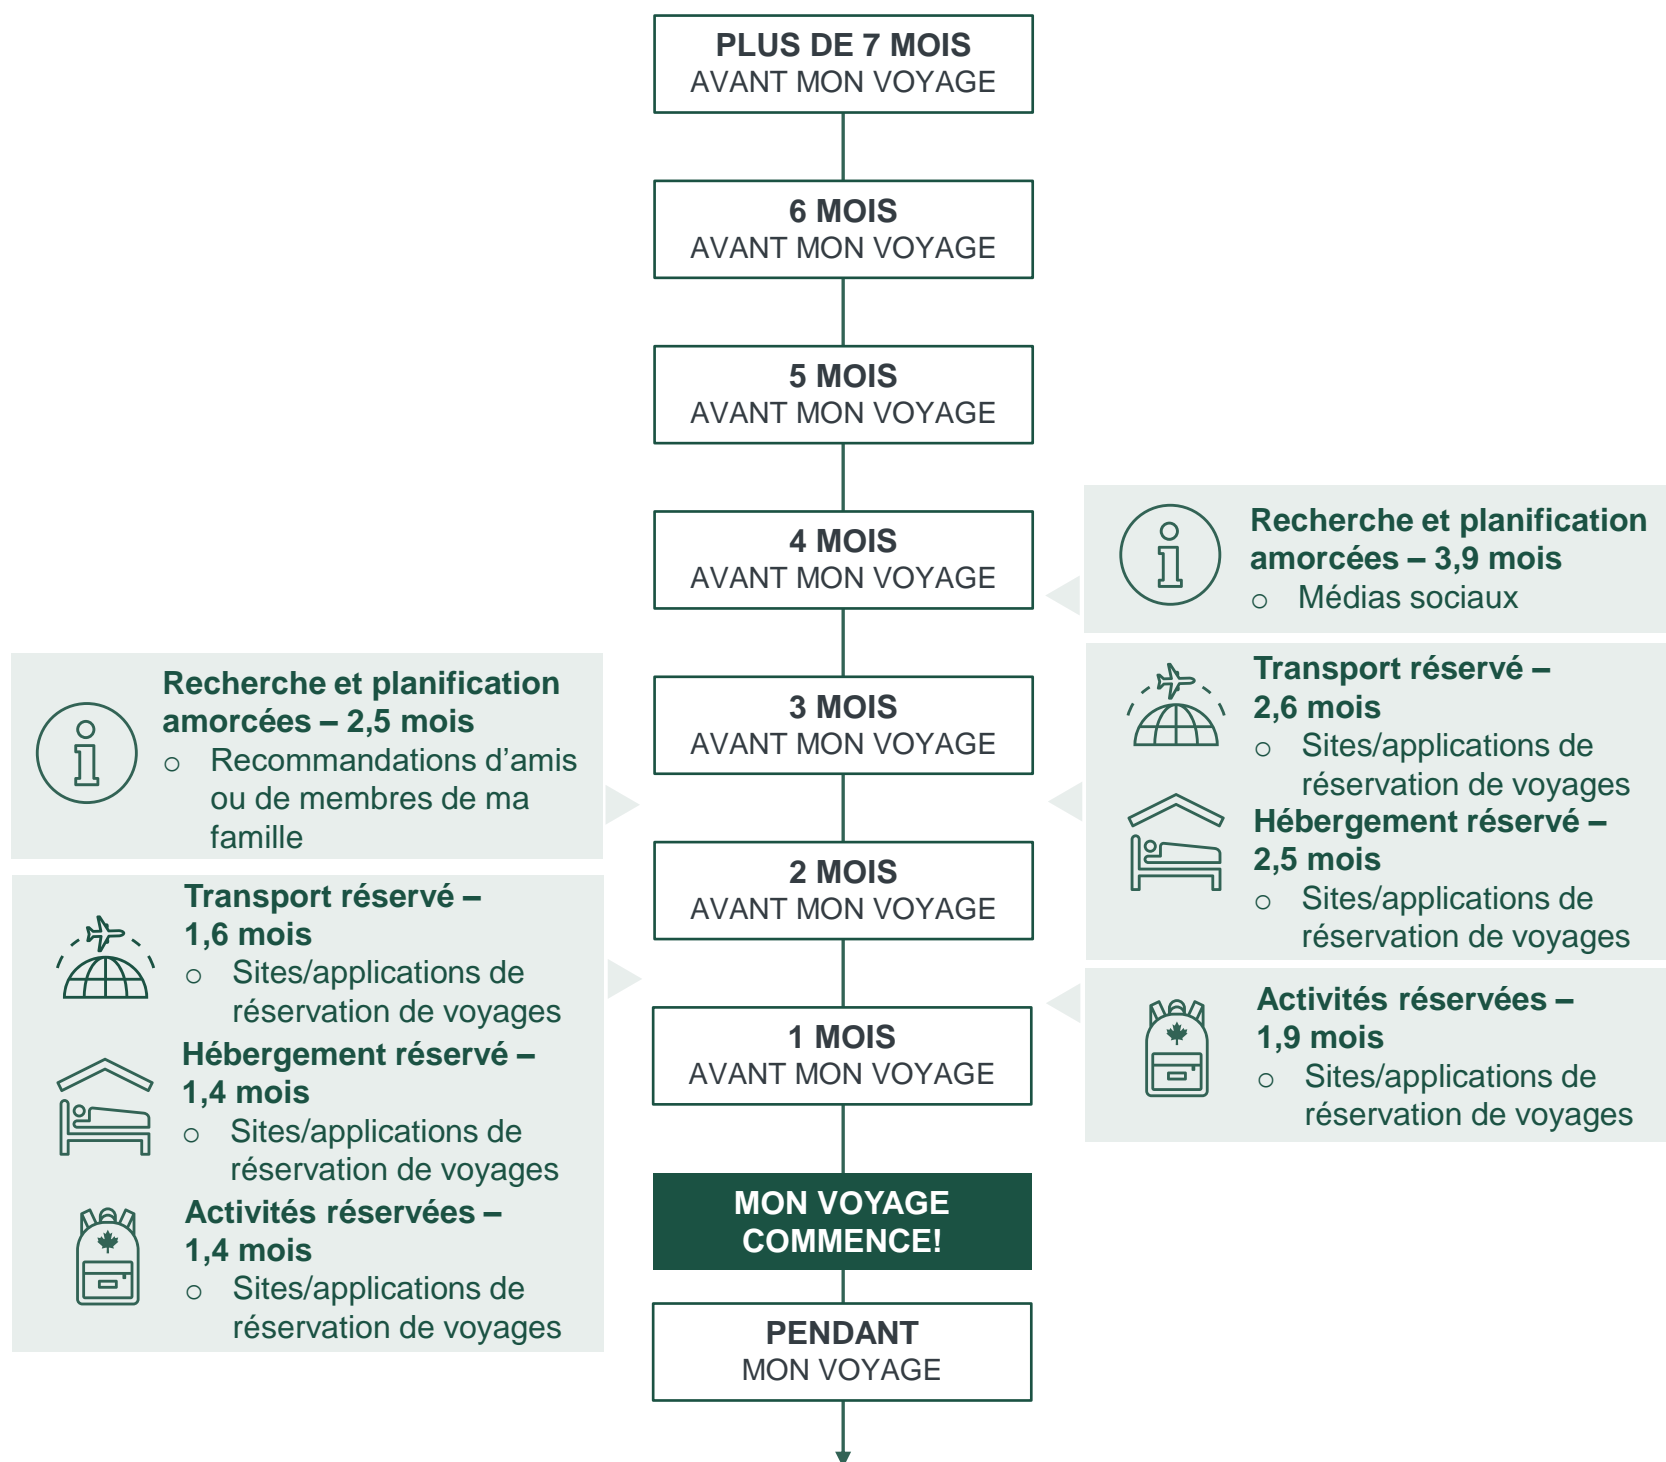 PLUS DE 7 MOIS
AVANT MON VOYAGE
6 MOIS
AVANT MON VOYAGE
5 MOIS
AVANT MON VOYAGE
4 MOIS
AVANT MON VOYAGE
3 MOIS
AVANT MON VOYAGE
2 MOIS
AVANT MON VOYAGE
1 MOIS
AVANT MON VOYAGE
MON VOYAGE
COMMENCE!
PENDANT
MON VOYAGE
Recherche et planification
amorcées – 2,5 mois
o Recommandations d’amis
ou de membres de ma
famille
Transport réservé –
1,6 mois
o Sites/applications de
réservation de voyages
Hébergement réservé –
1,4 mois
o Sites/applications de
réservation de voyages
Activités réservées –
1,4 mois
o Sites/applications de
réservation de voyages
Recherche et planification
amorcées – 3,9 mois
o Médias sociaux
Transport réservé –
2,6 mois
o Sites/applications de
réservation de voyages
Hébergement réservé –
2,5 mois
o Sites/applications de
réservation de voyages
Activités réservées –
1,9 mois
o Sites/applications de
réservation de voyages